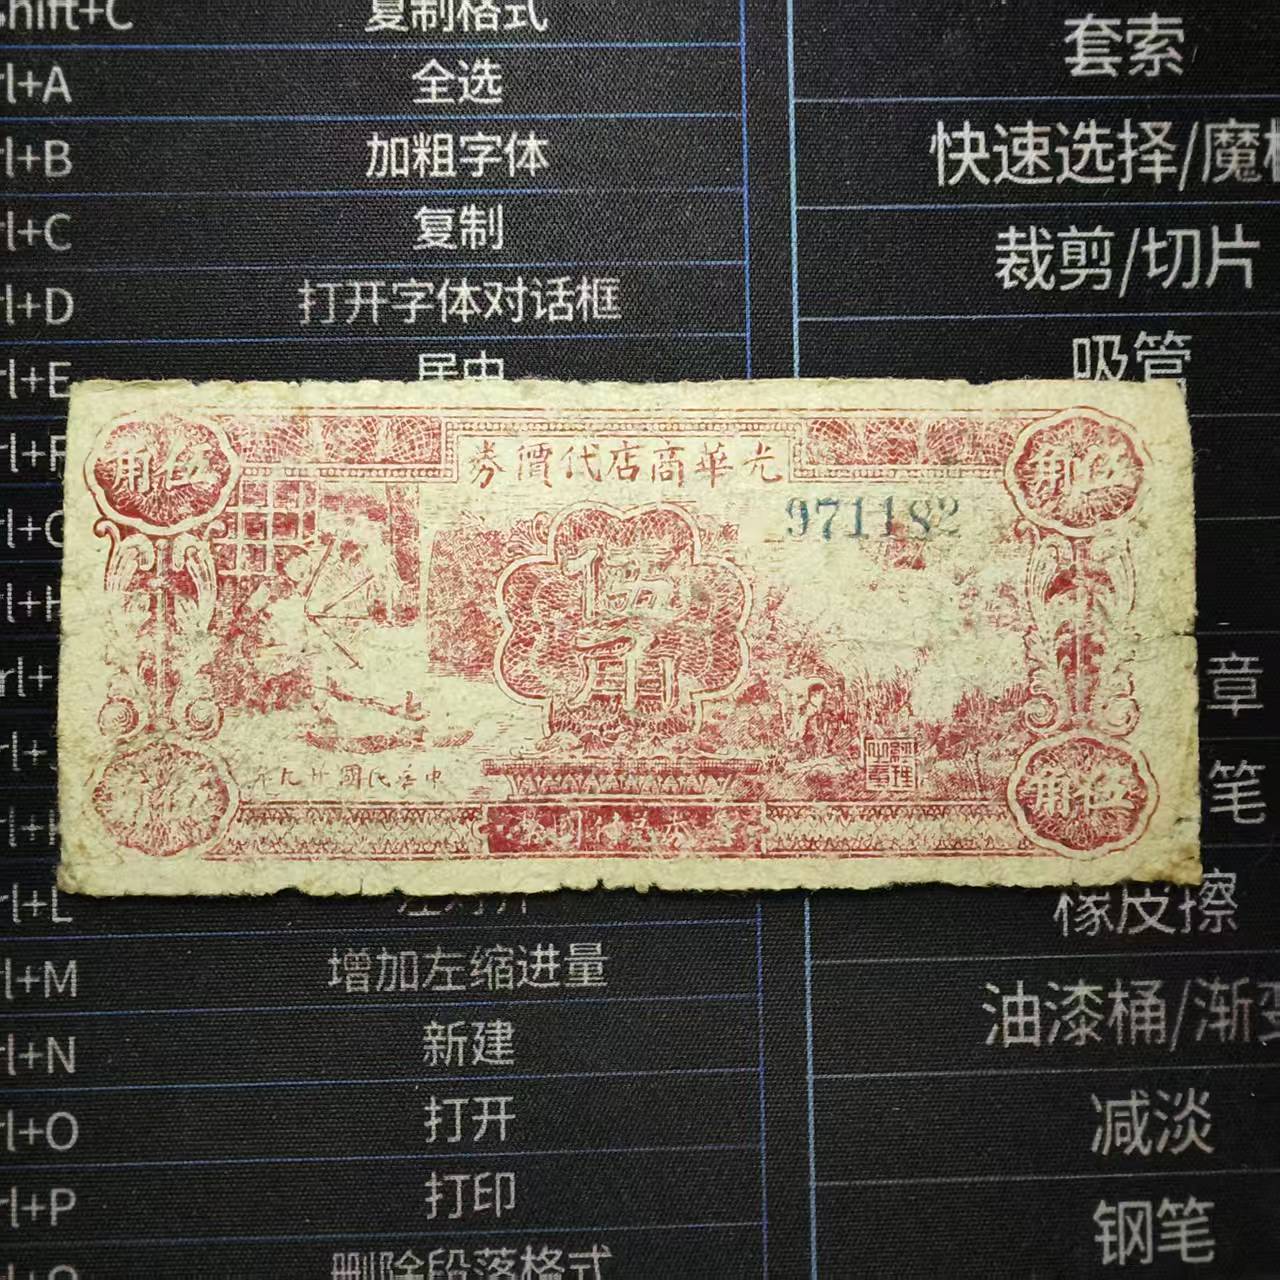 Shift+C 复制格式
rl+A 全选
rl+B 加粗字体
rl+C 复制
rl+D 打开字体对话框
rl+E 居中
套索
快速选择/魔
裁剪/切片
吸管
光華商店代價券
971182
伍角
伍角
伍角
中華民國廿九年
伍角
章
笔
橡皮擦
rl+L
rl+M 增加左缩进量
rl+N 新建
rl+O 打开
rl+P 打印
删除段落格式
油漆桶/渐变
减淡
钢笔